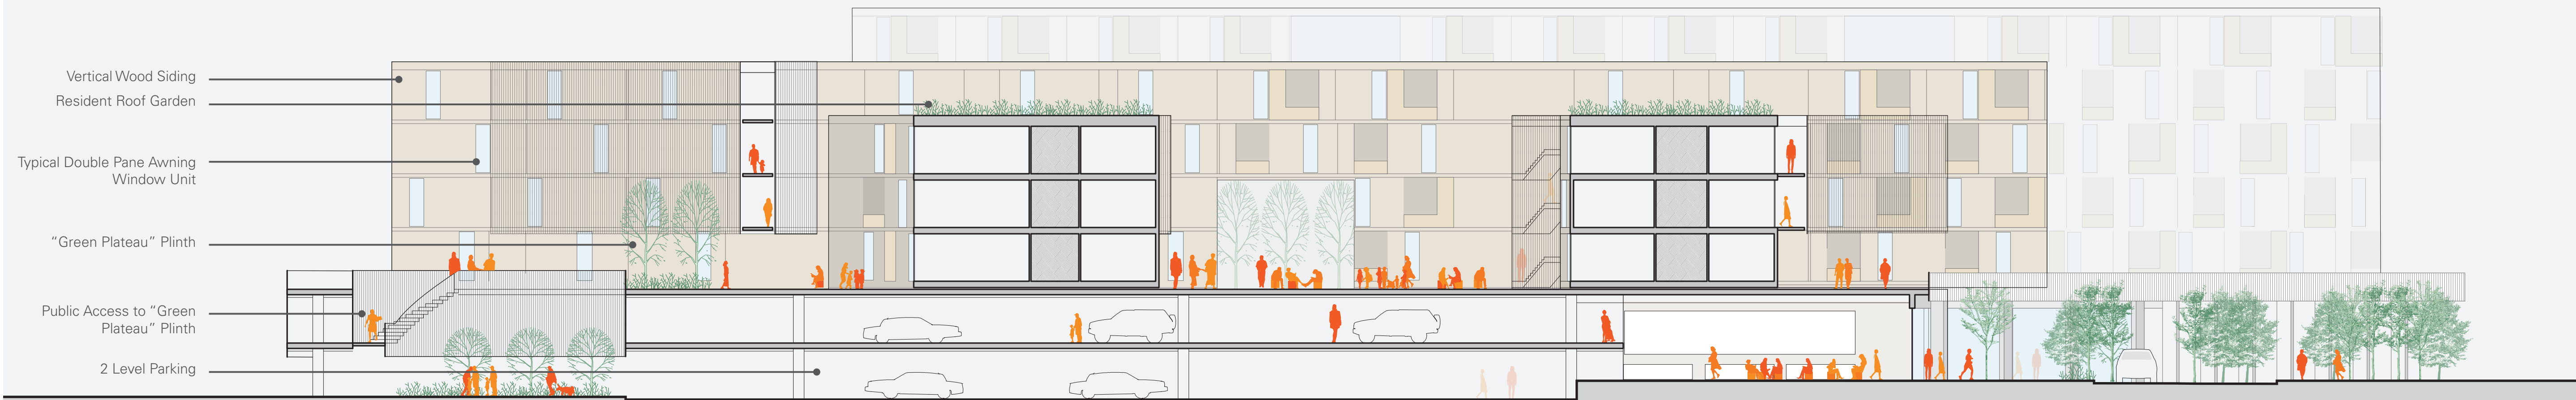 Vertical Wood Siding
Resident Roof Garden
Typical Double Pane Awning
Window Unit
“Green Plateau” Plinth
Public Access to “Green
Plateau” Plinth
2 Level Parking